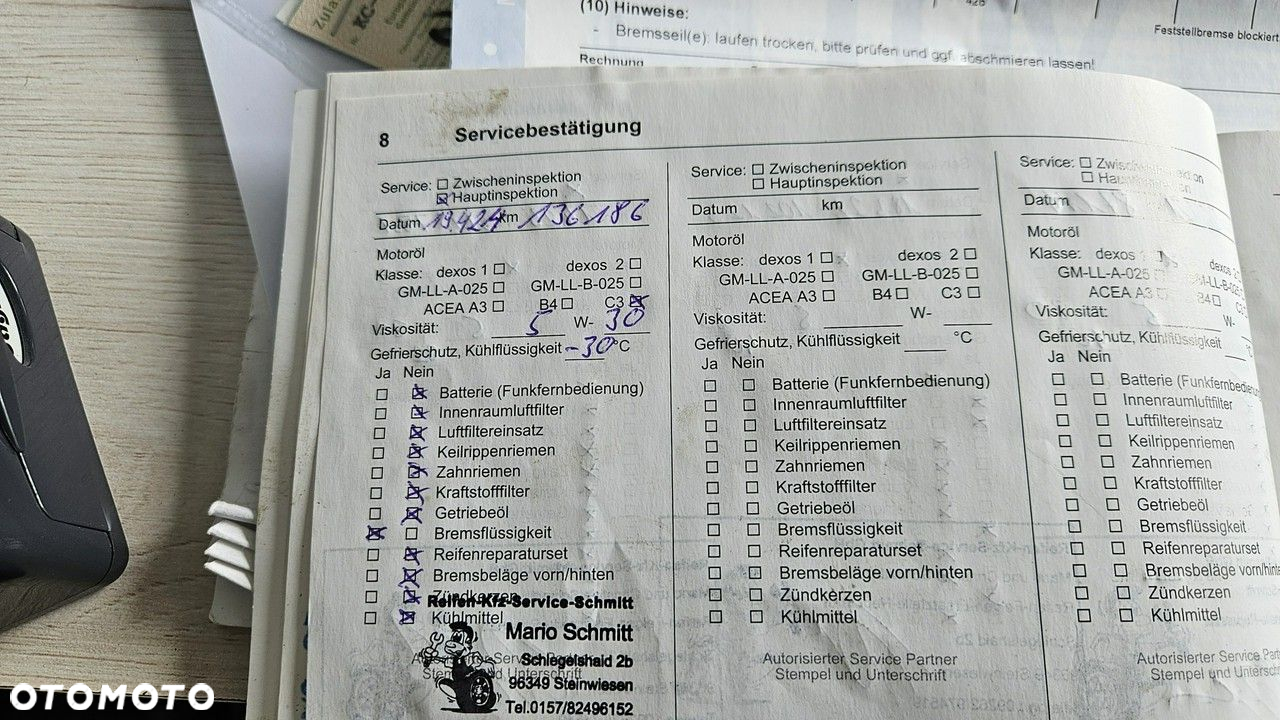 Zula
KC-
(10) Hinweise:
- Bremsseil(e): laufen trocken, bitte prüfen und ggf. abschmieren lassen!
Feststellbremse blockiert
Rechnung
8 Servicebestätigung
Service: Zwischeninspektion
Hauptinspektion
Datum 19.4.24 km 136186
Motoröl
Klasse: dexos 1 dexos 2
GM-LL-A-025 GM-LL-B-025
ACEA A3 B4 C3
Viskosität: 5 W- 30
Gefrierschutz, Kühlflüssigkeit -30 °C
Ja Nein
Batterie (Funkfernbedienung)
Innenraumluftfilter
Luftfiltereinsatz
Keilrippenriemen
Zahnriemen
Kraftstofffilter
Getriebeöl
Bremsflüssigkeit
Reifenreparaturset
Bremsbeläge vorn/hinten
Zündkerzen
Kühlmittel
Reifen-Kfz-Service-Schmitt
Mario Schmitt
Schlegelshaid 2b
96349 Steinwiesen
Tel.0157/82496152
Service: Zwischeninspektion
Hauptinspektion
Datum km
Motoröl
Klasse: dexos 1 dexos 2
GM-LL-A-025 GM-LL-B-025
ACEA A3 B4 C3
Viskosität: W-
Gefrierschutz, Kühlflüssigkeit °C
Ja Nein
Batterie (Funkfernbedienung)
Innenraumluftfilter
Luftfiltereinsatz
Keilrippenriemen
Zahnriemen
Kraftstofffilter
Getriebeöl
Bremsflüssigkeit
Reifenreparaturset
Bremsbeläge vorn/hinten
Zündkerzen
Kühlmittel
Autorisierter Service Partner
Stempel und Unterschrift
Service:
Datum
Motoröl
Klasse: dexos 1 dexos 2
GM-LL-A-025
ACEA A3 B4 C3
Viskosität: W-
Gefrierschutz, Kühlflüssigkeit
Ja Nein
Batterie (Funkfernbedienung
Innenraumluftfilter
Luftfiltereinsatz
Keilrippenriemen
Zahnriemen
Kraftstofffilter
Getriebeöl
Bremsflüssigkeit
Reifenreparaturset
Bremsbeläge vorn/hinten
Zündkerzen
Kühlmittel
Autorisierter Service Part
Stempel und Unterschrift
OTOMOTO